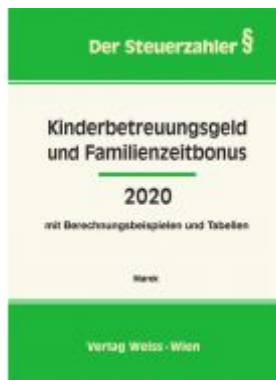 Der Steuerzahler §
Kinderbetreuungsgeld
und Familienzeitbonus
2020
mit Berechnungsbeispielen und Tabellen
Marek
Verlag Weiss · Wien